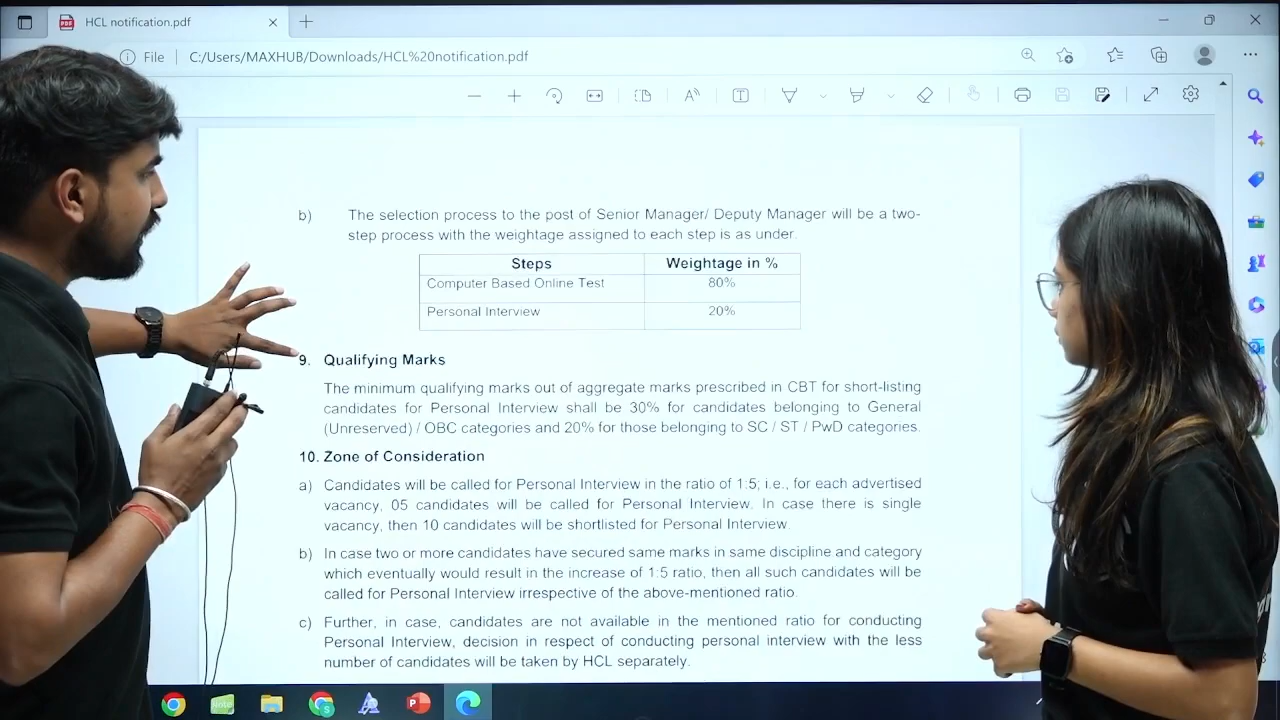 HCL notification.pdf
File
C:/Users/MAXHUB/Downloads/HCL%20notification.pdf
b) The selection process to the post of Senior Manager/ Deputy Manager will be a two-
step process with the weightage assigned to each step is as under.
Steps Weightage in %
Computer Based Online Test 80%
Personal Interview 20%
9. Qualifying Marks
The minimum qualifying marks out of aggregate marks prescribed in CBT for short-listing
candidates for Personal Interview shall be 30% for candidates belonging to General
(Unreserved) / OBC categories and 20% for those belonging to SC / ST / PwD categories.
10. Zone of Consideration
a) Candidates will be called for Personal Interview in the ratio of 1:5; i.e., for each advertised
vacancy, 05 candidates will be called for Personal Interview. In case there is single
vacancy, then 10 candidates will be shortlisted for Personal Interview.
b) In case two or more candidates have secured same marks in same discipline and category
which eventually would result in the increase of 1:5 ratio, then all such candidates will be
called for Personal Interview irrespective of the above-mentioned ratio.
c) Further, in case, candidates are not available in the mentioned ratio for conducting
Personal Interview, decision in respect of conducting personal interview with the less
number of candidates will be taken by HCL separately.